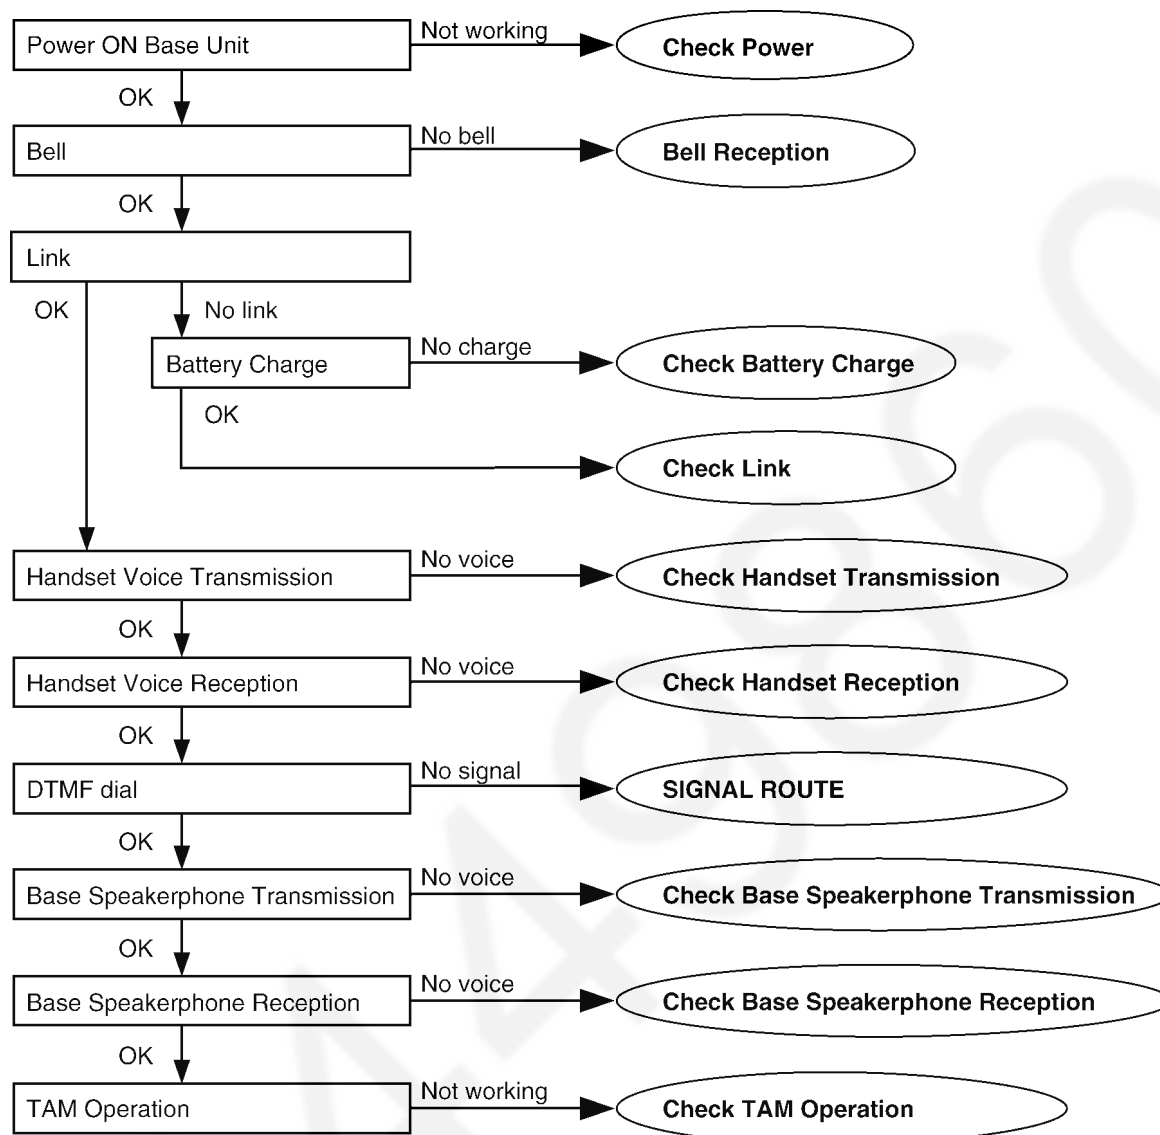 Power ON Base Unit
Not working
Check Power
OK
Bell
No bell
Bell Reception
OK
Link
OK
No link
Battery Charge
No charge
Check Battery Charge
OK
Check Link
Handset Voice Transmission
No voice
Check Handset Transmission
OK
Handset Voice Reception
No voice
Check Handset Reception
OK
DTMF dial
No signal
SIGNAL ROUTE
OK
Base Speakerphone Transmission
No voice
Check Base Speakerphone Transmission
OK
Base Speakerphone Reception
No voice
Check Base Speakerphone Reception
OK
TAM Operation
Not working
Check TAM Operation